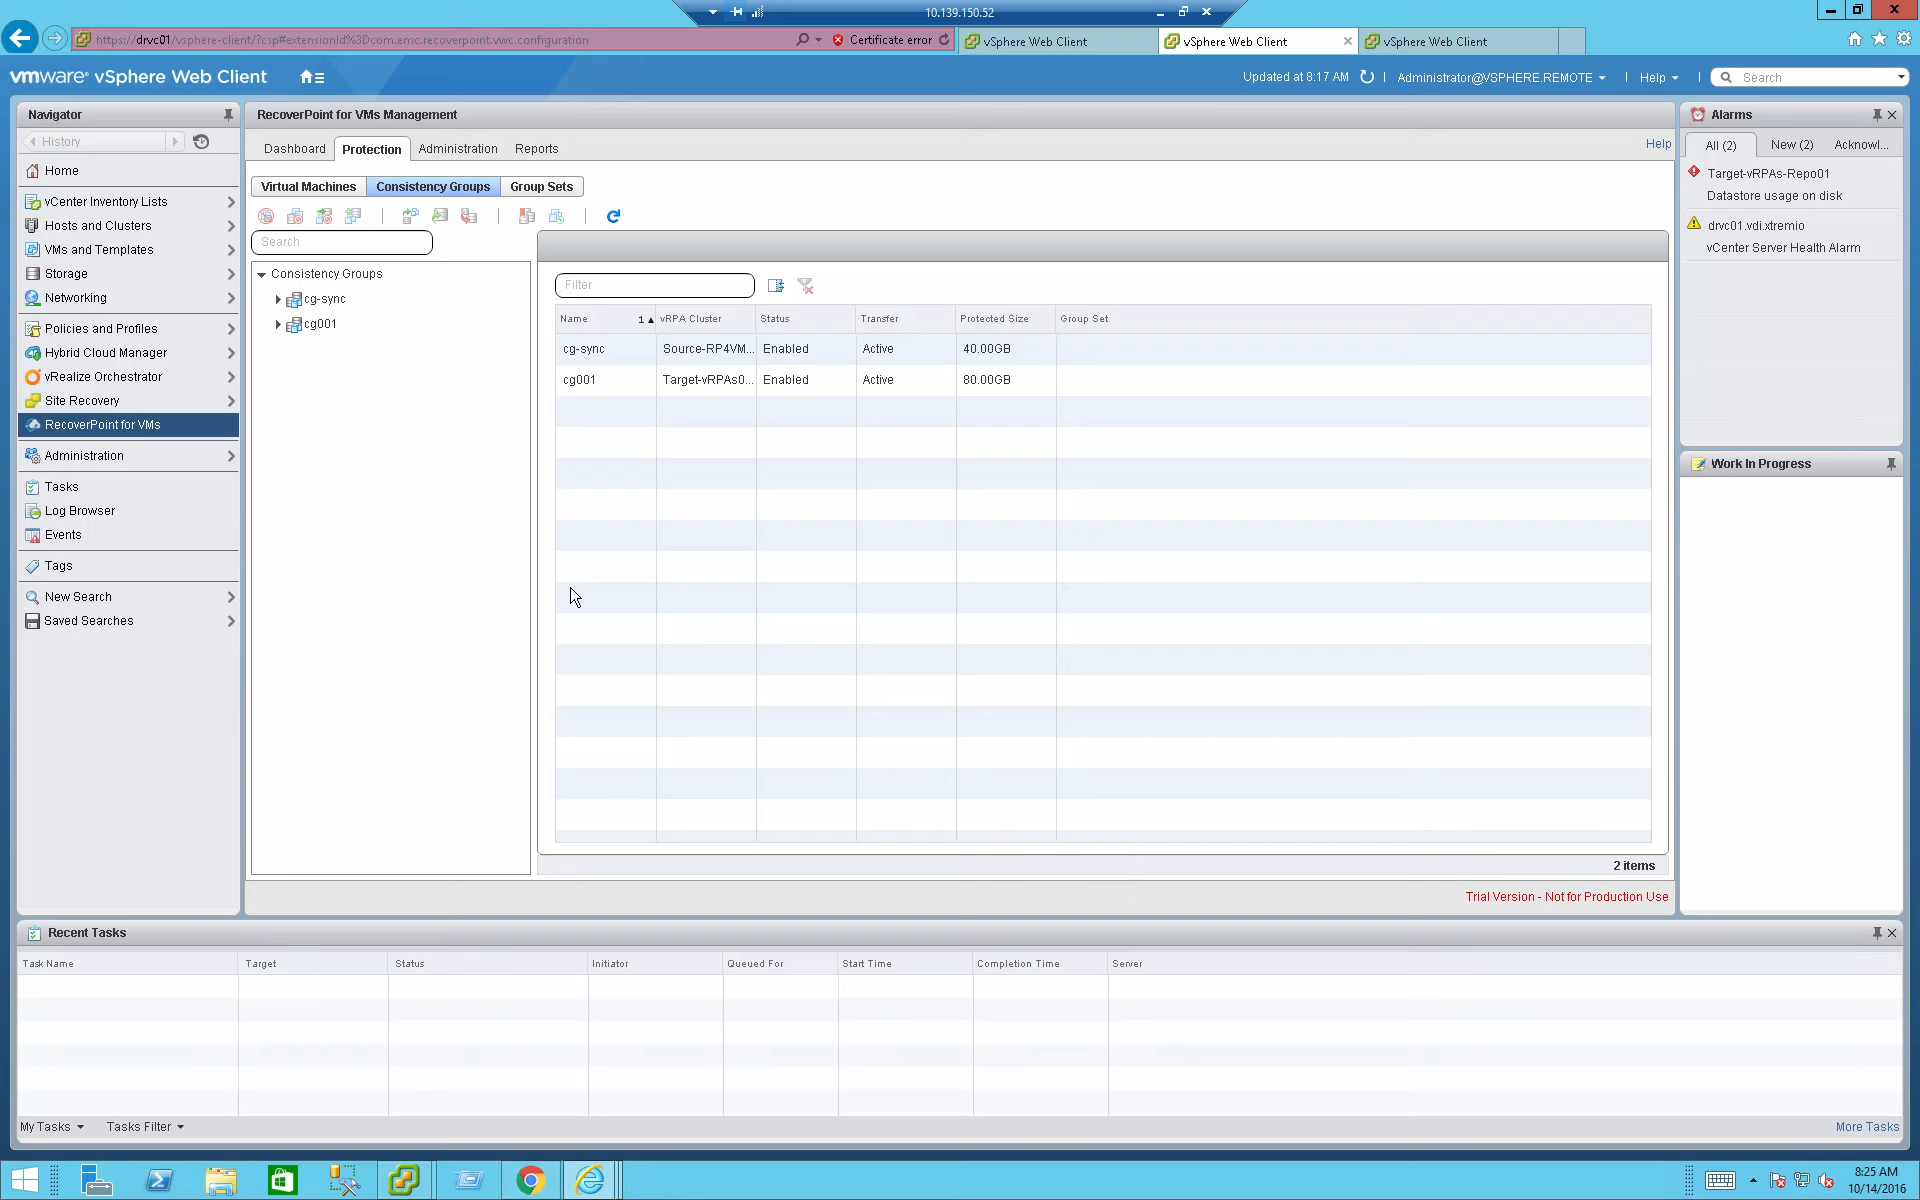 10.139.150.52
https://drvc01/vsphere-client/?csp#extensionId%3Dcom.emc.recoverpoint.vwc.configuration
Certificate error
vSphere Web Client
vSphere Web Client
vSphere Web Client
vmware® vSphere Web Client
Updated at 8:17 AM
Administrator@VSPHERE.REMOTE
Help
Search
Navigator
History
Home
vCenter Inventory Lists
Hosts and Clusters
VMs and Templates
Storage
Networking
Policies and Profiles
Hybrid Cloud Manager
vRealize Orchestrator
Site Recovery
RecoverPoint for VMs
Administration
Tasks
Log Browser
Events
Tags
New Search
Saved Searches
RecoverPoint for VMs Management
Dashboard Protection Administration Reports
Help
Virtual Machines Consistency Groups Group Sets
Search
Consistency Groups
cg-sync
cg001
Filter
Name 1 vRPA Cluster Status Transfer Protected Size Group Set
cg-sync Source-RP4VM... Enabled Active 40.00GB
cg001 Target-vRPAs0... Enabled Active 80.00GB
2 items
Trial Version - Not for Production Use
Alarms
All (2) New (2) Acknowl...
Target-vRPAs-Repo01
Datastore usage on disk
drvc01.vdi.xtremio
vCenter Server Health Alarm
Work In Progress
Recent Tasks
Task Name Target Status Initiator Queued For Start Time Completion Time Server
My Tasks Tasks Filter
More Tasks
8:25 AM
10/14/2016